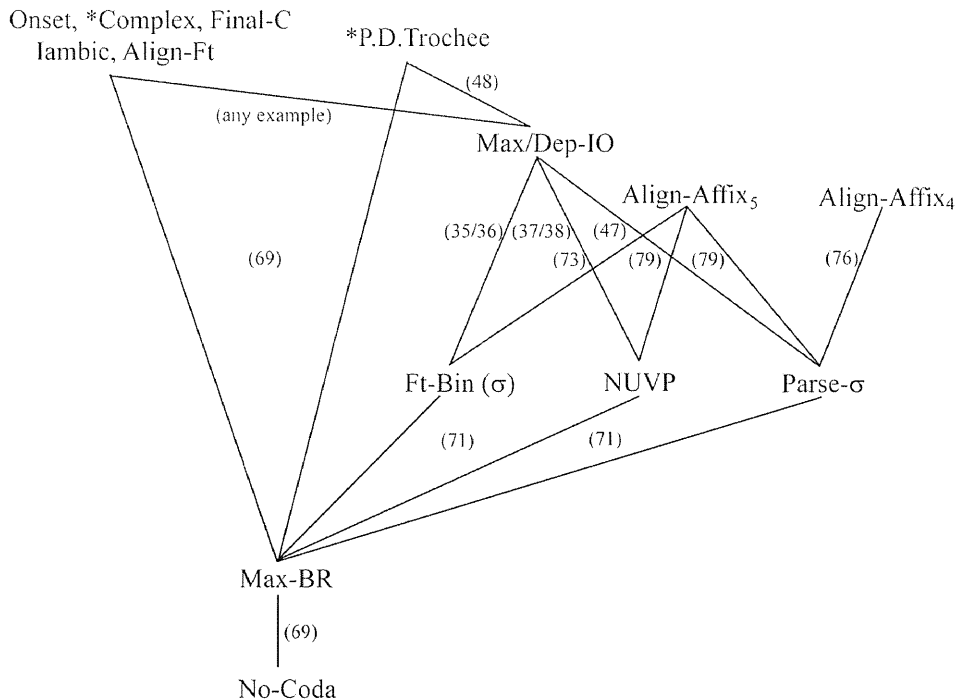 Onset, *Complex, Final-C
Iambic, Align-Ft
*P.D.Trochee
(48)
(any example)
Max/Dep-IO
Align-Affix₅
Align-Affix₄
(35/36)
(37/38)
(47)
(69)
(73)
(79)
(79)
(76)
Ft-Bin (σ)
NUVP
Parse-σ
(71)
(71)
Max-BR
(69)
No-Coda